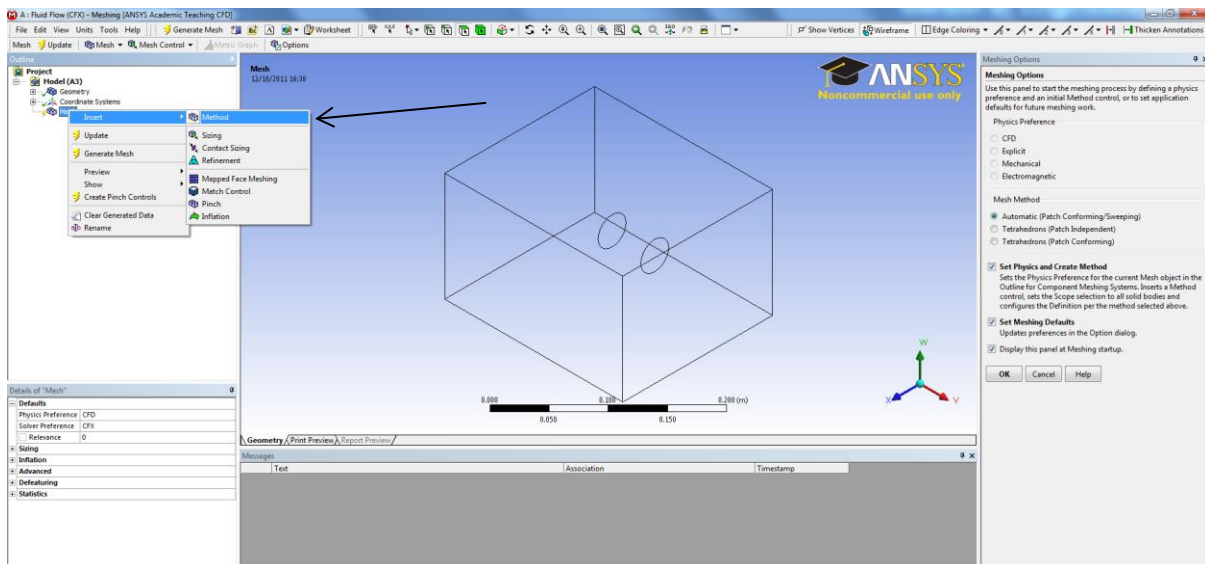 A : Fluid Flow (CFX) - Meshing [ANSYS Academic Teaching CFD]
File Edit View Units Tools Help Generate Mesh Worksheet Show Vertices Wireframe Edge Coloring Thicken Annotations
Mesh Update Mesh Mesh Control Metric Graph Options
Outline
Project
Model (A3)
Geometry
Coordinate Systems
Insert
Update
Generate Mesh
Preview
Show
Create Pinch Controls
Clear Generated Data
Rename
Method
Sizing
Contact Sizing
Refinement
Mapped Face Meshing
Match Control
Pinch
Inflation
Details of "Mesh"
Defaults
Physics Preference CFD
Solver Preference CFX
Relevance 0
Sizing
Inflation
Advanced
Defeaturing
Statistics
Mesh
12/18/2011 16:38
ANSYS
Noncommercial use only
W
X
V
0.000 0.100 0.200 (m)
0.050 0.150
Geometry Print Preview Report Preview
Messages
Text Association Timestamp
Meshing Options
Meshing Options
Use this panel to start the meshing process by defining a physics
preference and an initial Method control, or to set application
defaults for future meshing work.
Physics Preference
CFD
Explicit
Mechanical
Electromagnetic
Mesh Method
Automatic (Patch Conforming/Sweeping)
Tetrahedrons (Patch Independent)
Tetrahedrons (Patch Conforming)
Set Physics and Create Method
Sets the Physics Preference for the current Mesh object in the
Outline for Component Meshing Systems. Inserts a Method
control, sets the Scope selection to all solid bodies and
configures the Definition per the method selected above.
Set Meshing Defaults
Updates preferences in the Option dialog.
Display this panel at Meshing startup.
OK Cancel Help